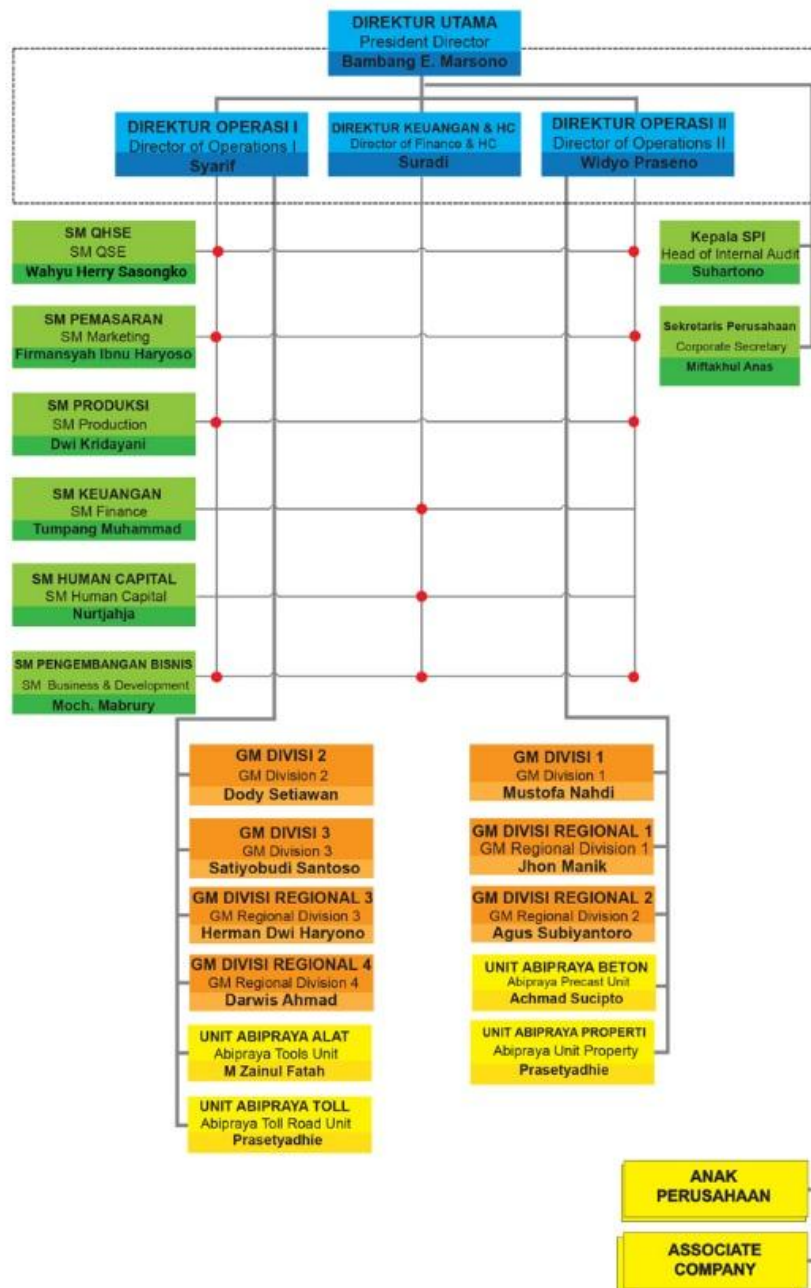 DIREKTUR UTAMA
President Director
Bambang E. Marsono
DIREKTUR OPERASI I
Director of Operations I
Syarif
DIREKTUR KEUANGAN & HC
Director of Finance & HC
Suradi
DIREKTUR OPERASI II
Director of Operations II
Widyo Praseno
SM QHSE
SM QSE
Wahyu Herry Sasongko
Kepala SPI
Head of Internal Audit
Suhartono
SM PEMASARAN
SM Marketing
Firmansyah Ibnu Haryoso
Sekretaris Perusahaan
Corporate Secretary
Miftakhul Anas
SM PRODUKSI
SM Production
Dwi Kridayani
SM KEUANGAN
SM Finance
Tumpang Muhammad
SM HUMAN CAPITAL
SM Human Capital
Nurtjahja
SM PENGEMBANGAN BISNIS
SM Business & Development
Moch. Mabrury
GM DIVISI 2
GM Division 2
Dody Setiawan
GM DIVISI 3
GM Division 3
Satiyobudi Santoso
GM DIVISI REGIONAL 3
GM Regional Division 3
Herman Dwi Haryono
GM DIVISI REGIONAL 4
GM Regional Division 4
Darwis Ahmad
UNIT ABIPRAYA ALAT
Abipraya Tools Unit
M Zainul Fatah
UNIT ABIPRAYA TOLL
Abipraya Toll Road Unit
Prasetyadhie
GM DIVISI 1
GM Division 1
Mustofa Nahdi
GM DIVISI REGIONAL 1
GM Regional Division 1
Jhon Manik
GM DIVISI REGIONAL 2
GM Regional Division 2
Agus Subiyantoro
UNIT ABIPRAYA BETON
Abipraya Precast Unit
Achmad Sucipto
UNIT ABIPRAYA PROPERTI
Abipraya Unit Property
Prasetyadhie
ANAK
PERUSAHAAN
ASSOCIATE
COMPANY